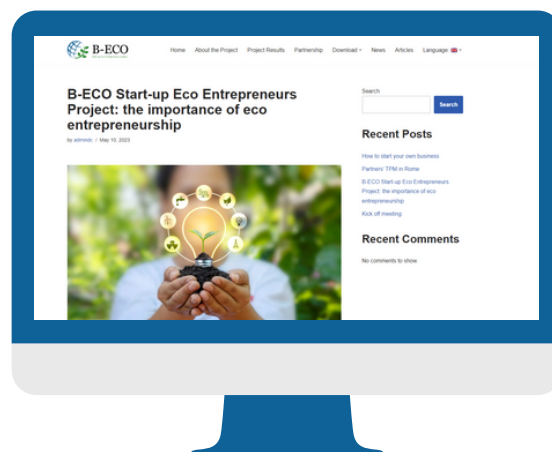 B-ECO
Home About the Project Project Results Partnership Download News Articles Language
B-ECO Start-up Eco Entrepreneurs
Project: the importance of eco
entrepreneurship
by admindc / May 10, 2023
Search
Search
Recent Posts
How to start your own business
Partners' TPM in Rome
B-ECO Start-up Eco Entrepreneurs
Project: the importance of eco
entrepreneurship
Kick off meeting
Recent Comments
No comments to show.